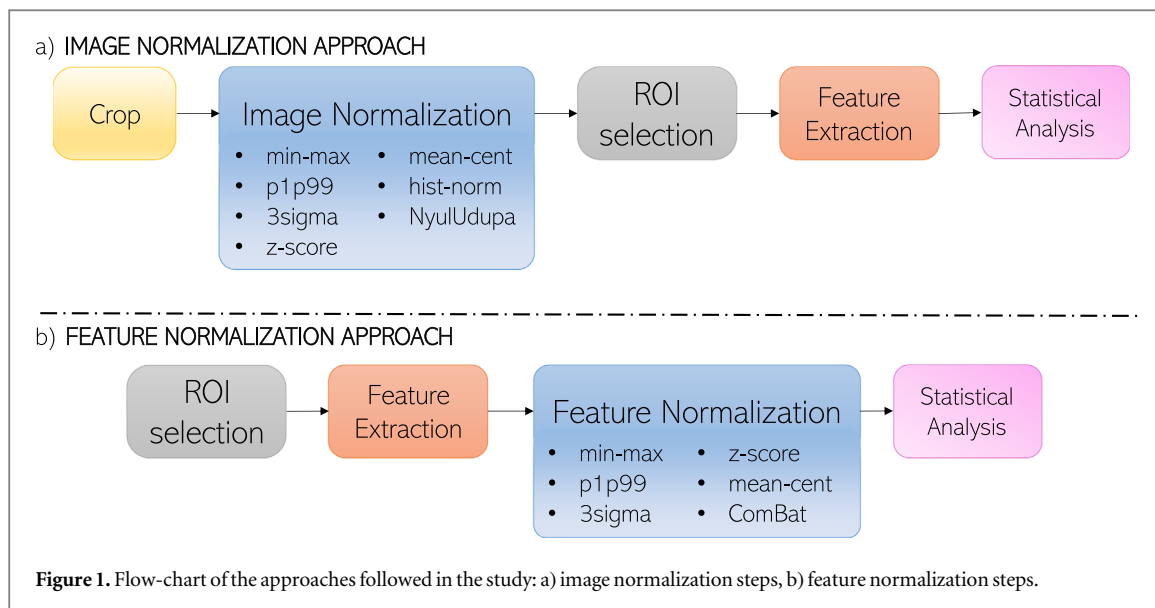 a) IMAGE NORMALIZATION APPROACH
Crop
Image Normalization
• min-max
• p1p99
• 3sigma
• z-score
• mean-cent
• hist-norm
• NyulUdupa
ROI
selection
Feature
Extraction
Statistical
Analysis
b) FEATURE NORMALIZATION APPROACH
ROI
selection
Feature
Extraction
Feature Normalization
• min-max
• p1p99
• 3sigma
• z-score
• mean-cent
• ComBat
Statistical
Analysis
Figure 1. Flow-chart of the approaches followed in the study: a) image normalization steps, b) feature normalization steps.